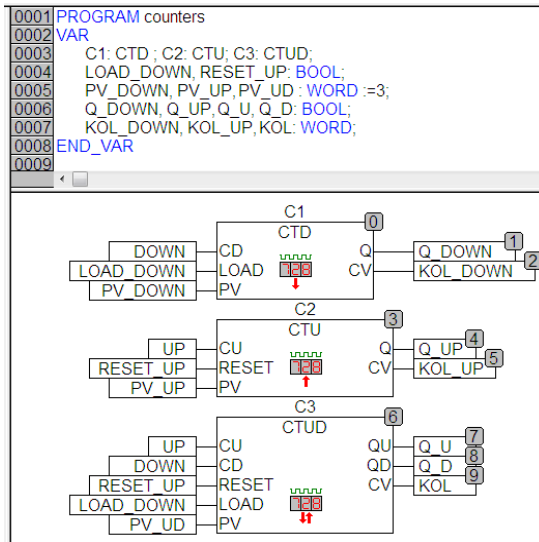 0001 PROGRAM counters
0002 VAR
0003 C1: CTD ; C2: CTU; C3: CTUD;
0004 LOAD_DOWN, RESET_UP: BOOL;
0005 PV_DOWN, PV_UP, PV_UD : WORD :=3;
0006 Q_DOWN, Q_UP, Q_U, Q_D: BOOL;
0007 KOL_DOWN, KOL_UP, KOL: WORD;
0008 END_VAR
0009
C1
0
CTD
1
DOWN CD Q Q_DOWN
2
LOAD_DOWN LOAD 728 CV KOL_DOWN
PV_DOWN PV
C2
3
CTU
4
UP CU Q Q_UP
5
RESET_UP RESET 728 CV KOL_UP
PV_UP PV
C3
6
CTUD
7
UP CU QU Q_U
8
DOWN CD QD Q_D
9
RESET_UP RESET CV KOL
LOAD_DOWN LOAD 728
PV_UD PV